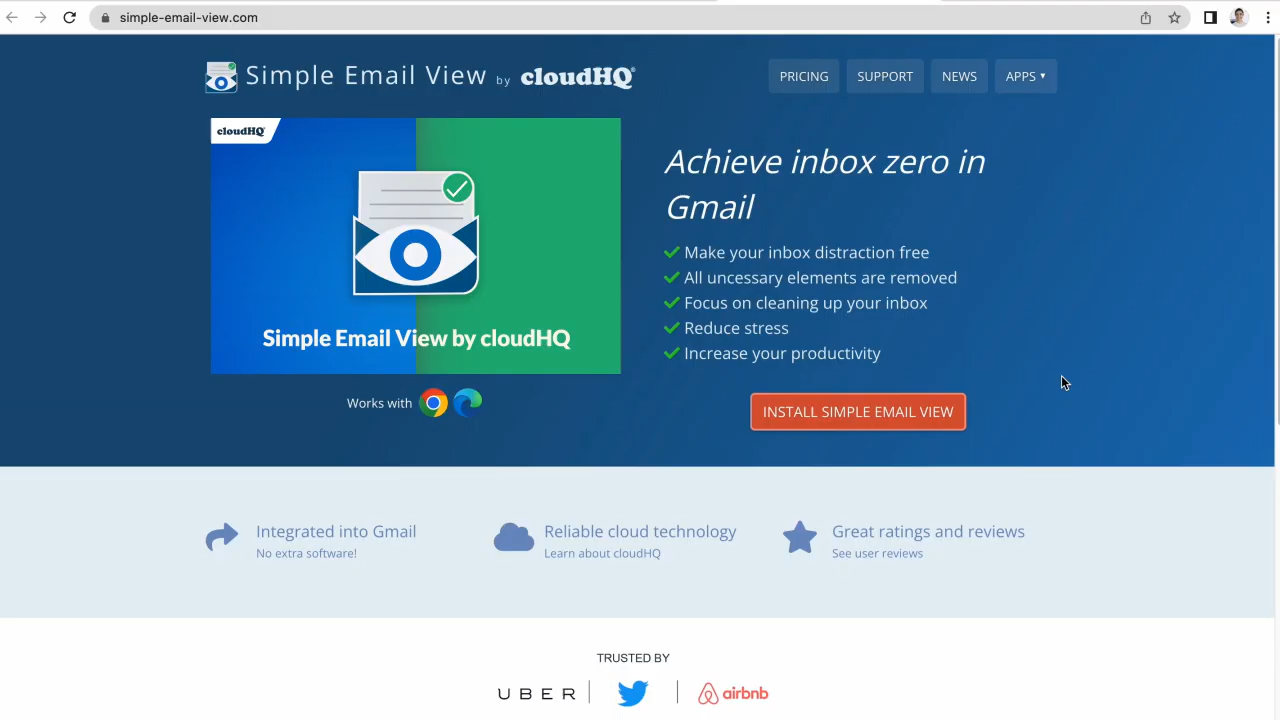 simple-email-view.com
Simple Email View by cloudHQ®
PRICING
SUPPORT
NEWS
APPS ▾
cloudHQ
Simple Email View by cloudHQ
Works with
Achieve inbox zero in
Gmail
Make your inbox distraction free
All uncessary elements are removed
Focus on cleaning up your inbox
Reduce stress
Increase your productivity
INSTALL SIMPLE EMAIL VIEW
Integrated into Gmail
No extra software!
Reliable cloud technology
Learn about cloudHQ
Great ratings and reviews
See user reviews
TRUSTED BY
UBER
airbnb